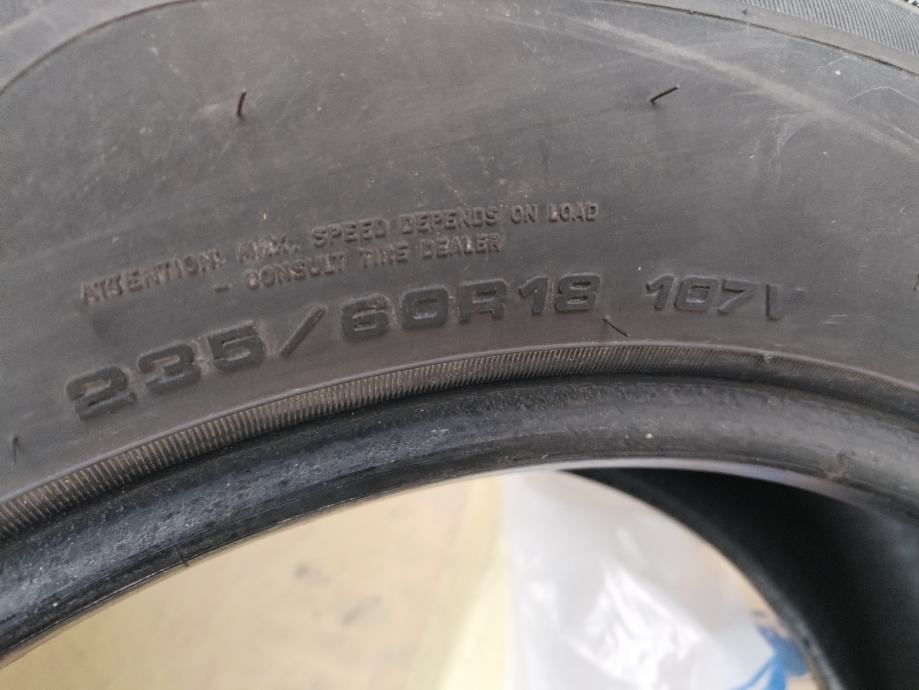 ATTENTION: MAX. SPEED DEPENDS ON LOAD
- CONSULT TIRE DEALER
235/60R18 107V